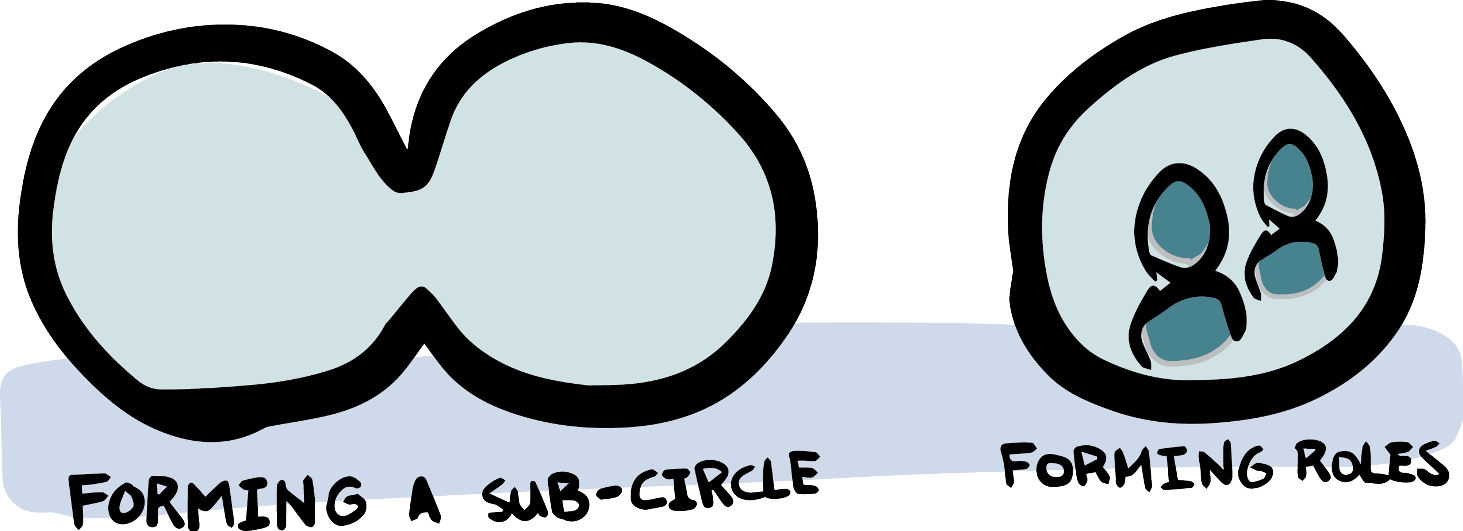 FORMING A SUB-CIRCLE
FORMING ROLES